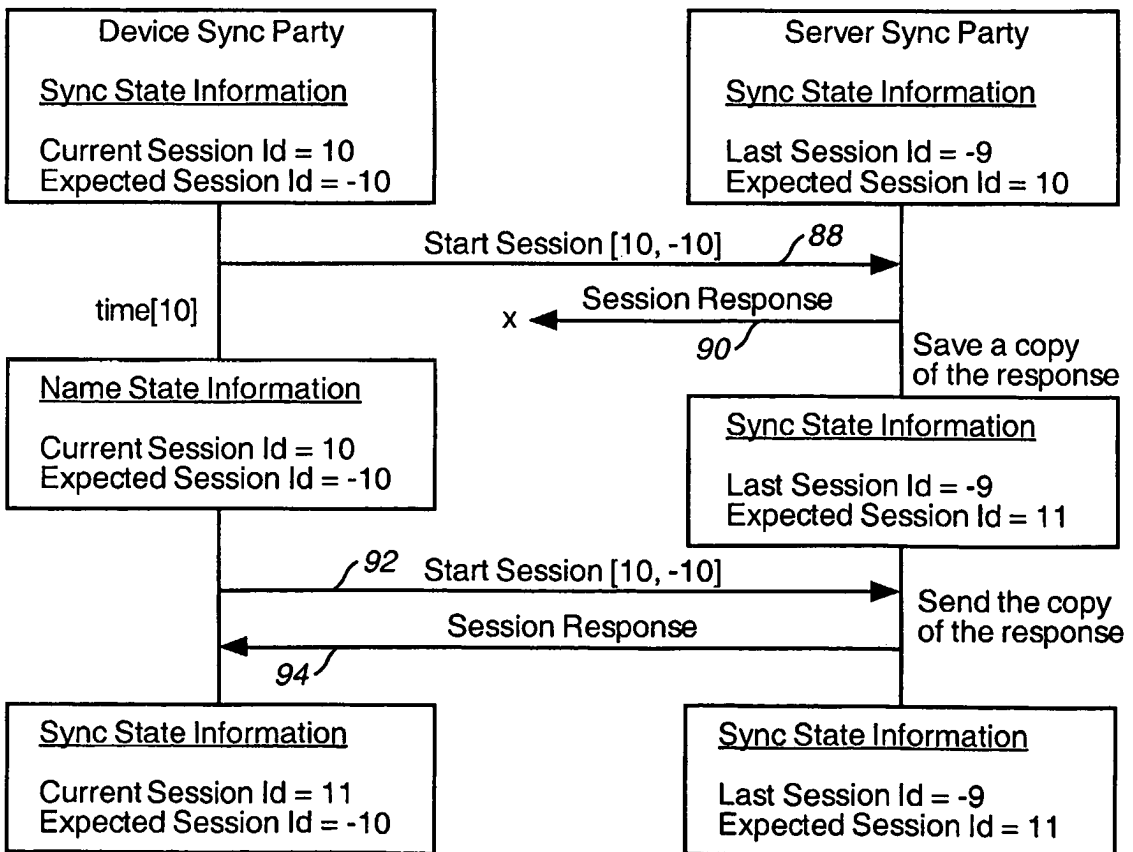 Device Sync Party
Sync State Information
Current Session Id = 10
Expected Session Id = -10
Server Sync Party
Sync State Information
Last Session Id = -9
Expected Session Id = 10
Start Session [10, -10]
88
time[10]
x
Session Response
90
Save a copy
of the response
Name State Information
Current Session Id = 10
Expected Session Id = -10
Sync State Information
Last Session Id = -9
Expected Session Id = 11
92
Start Session [10, -10]
Send the copy
of the response
Session Response
94
Sync State Information
Current Session Id = 11
Expected Session Id = -10
Sync State Information
Last Session Id = -9
Expected Session Id = 11